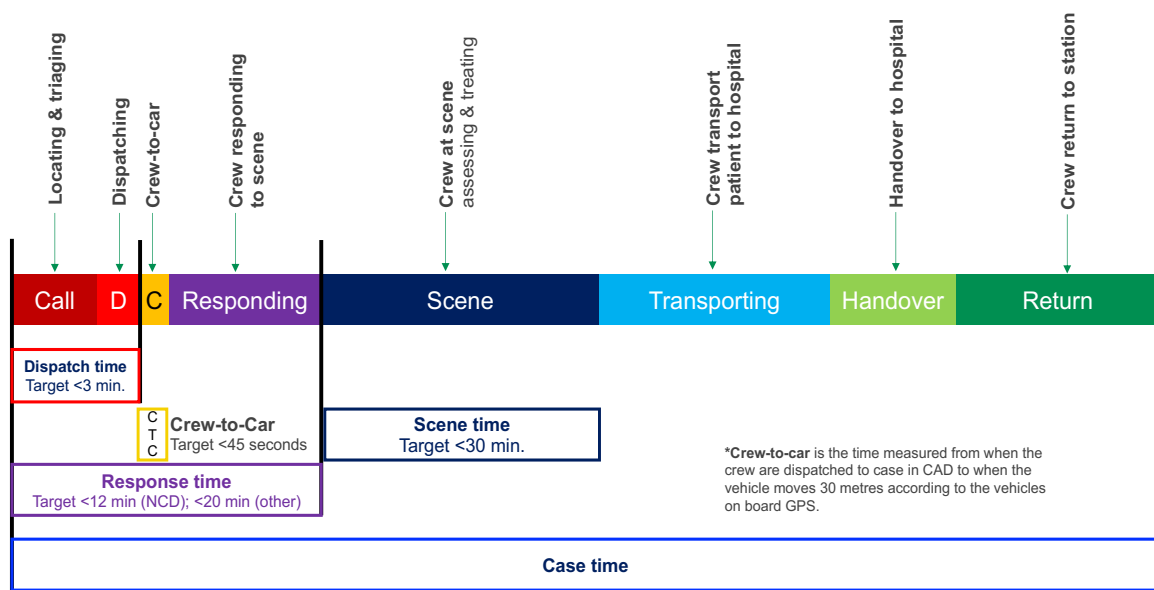 Locating & triaging
Dispatching
Crew-to-car
Crew responding
to scene
Crew at scene
assessing & treating
Crew transport
patient to hospital
Handover to hospital
Crew return to station
Call
D
C
Responding
Scene
Transporting
Handover
Return
Dispatch time
Target <3 min.
C
T
C
Crew-to-Car
Target <45 seconds
Scene time
Target <30 min.
*Crew-to-car is the time measured from when the
crew are dispatched to case in CAD to when the
vehicle moves 30 metres according to the vehicles
on board GPS.
Response time
Target <12 min (NCD); <20 min (other)
Case time